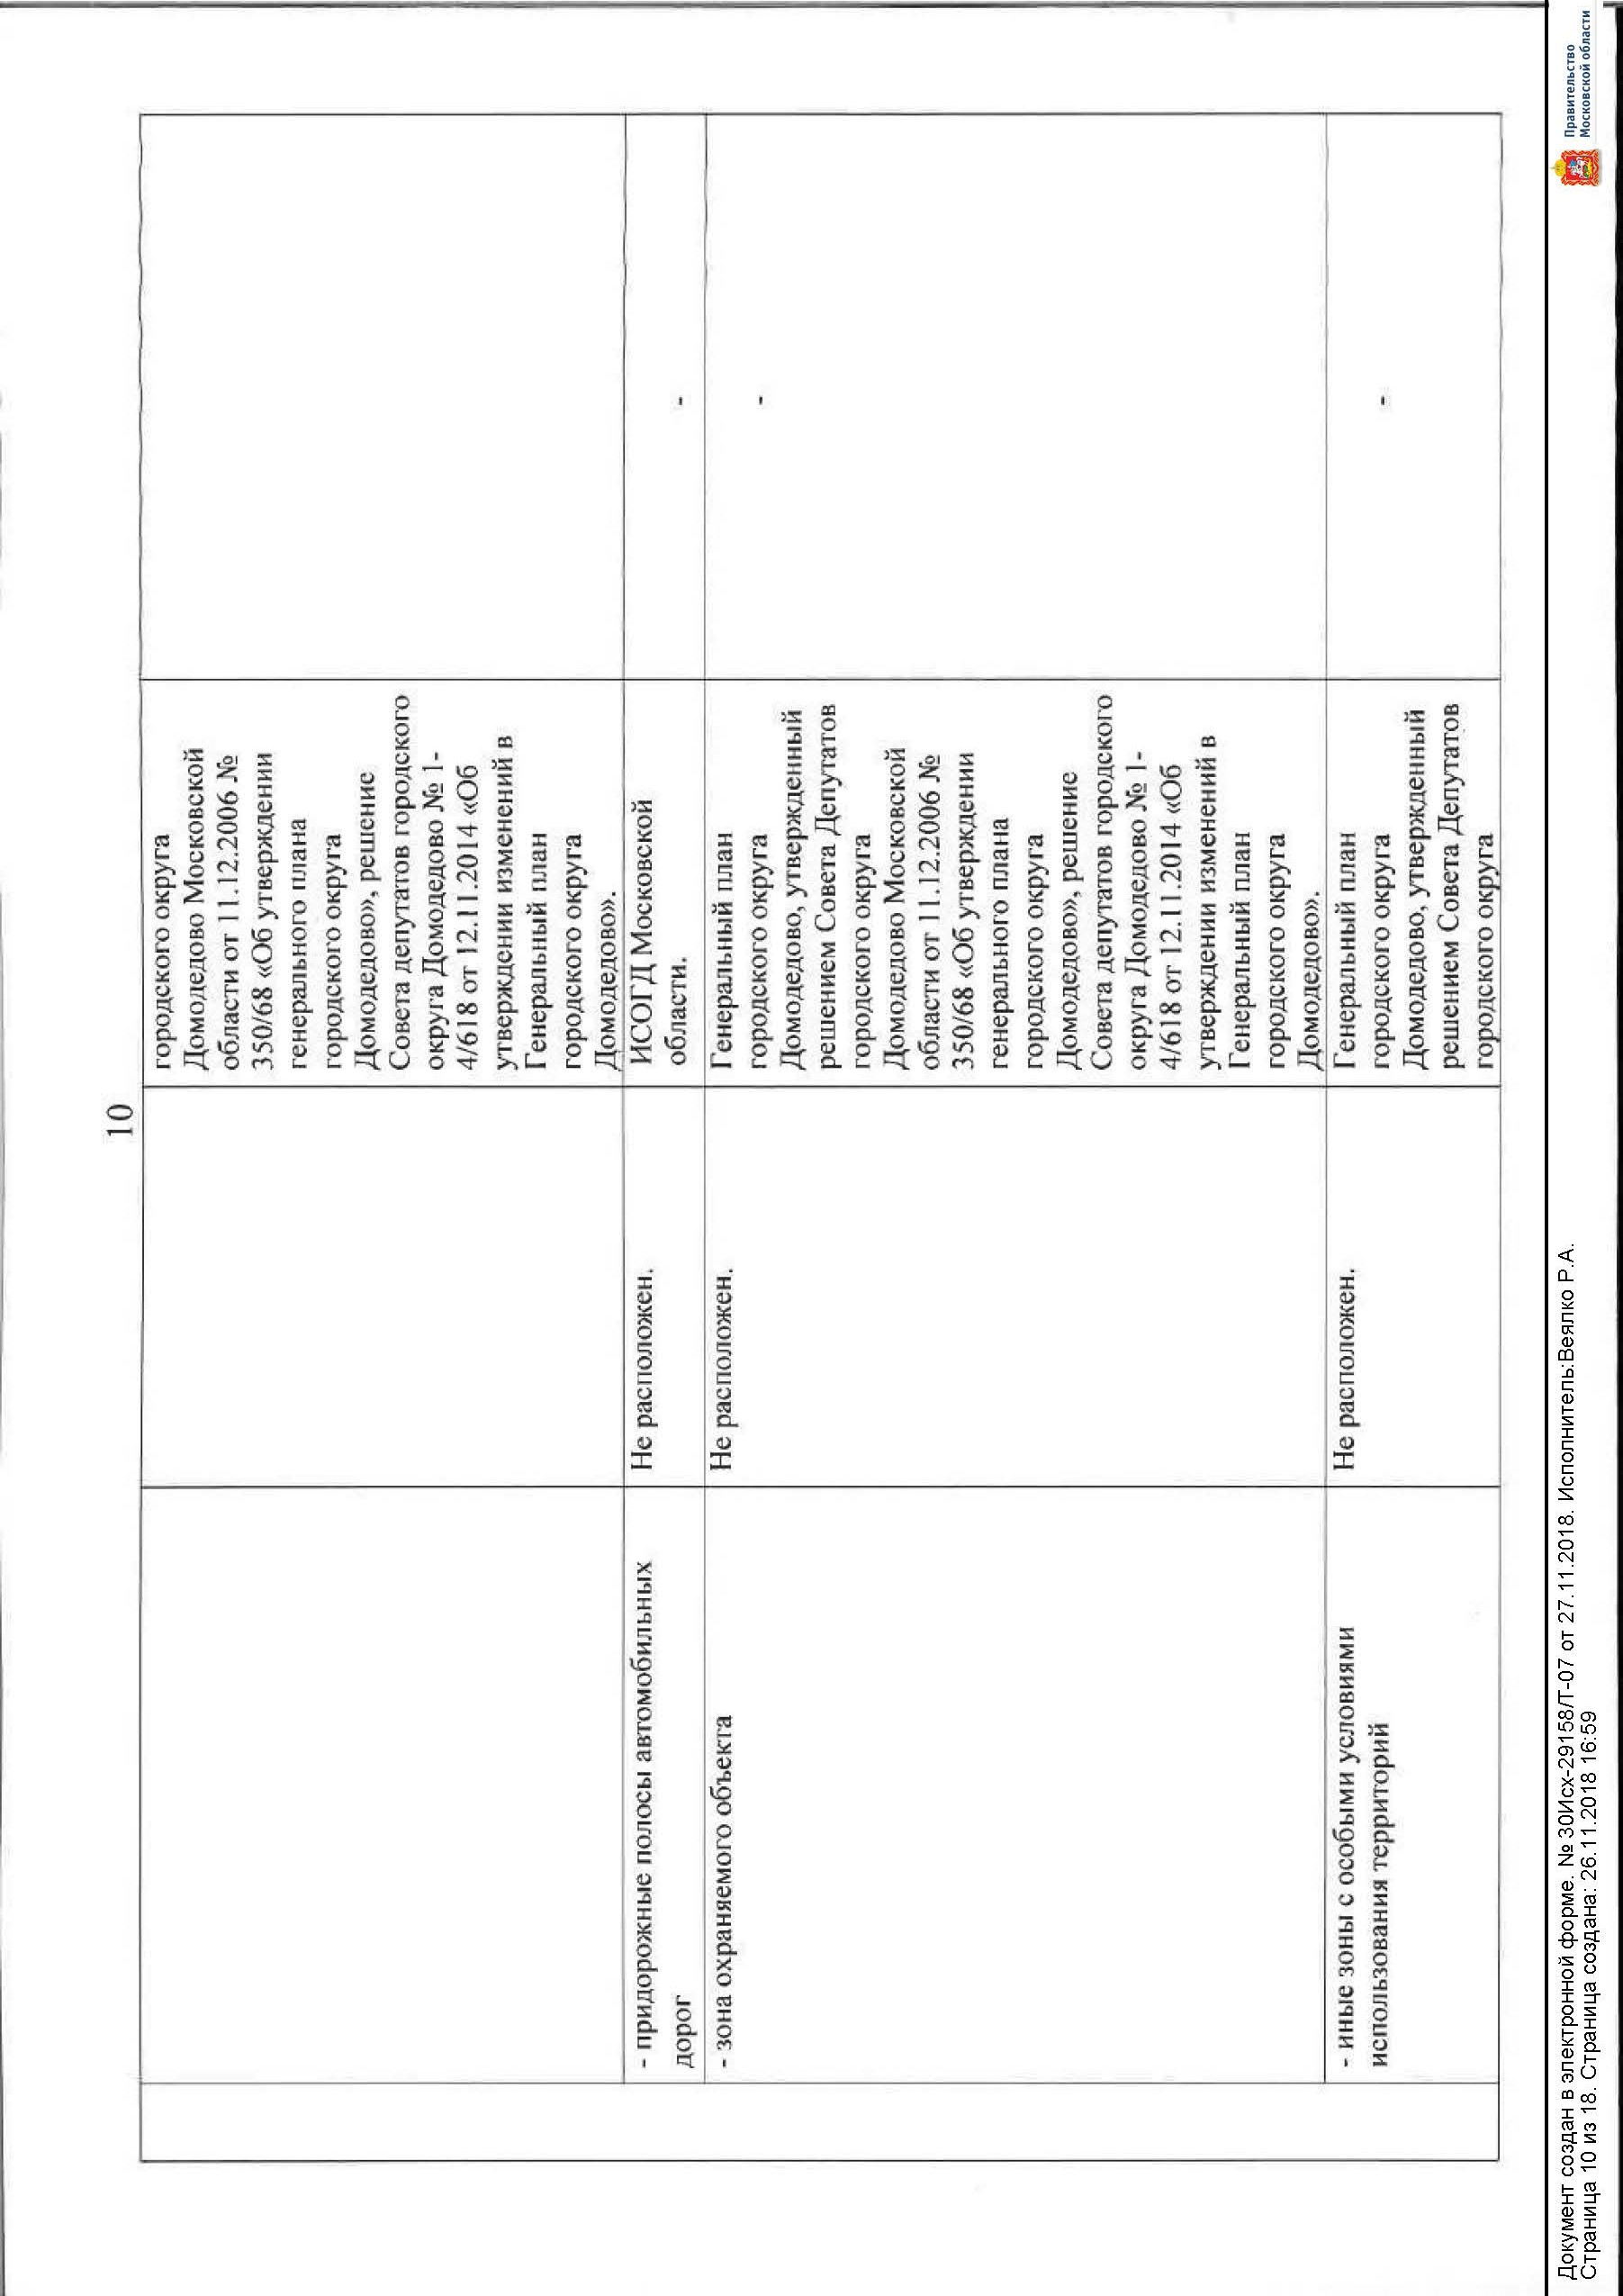 10
городского округа
Домодедово Московской
области от 11.12.2006 №
350/68 «Об утверждении
генерального плана
городского округа
Домодедово», решение
Совета депутатов городского
округа Домодедово № 1-
4/618 от 12.11.2014 «Об
утверждении изменений в
Генеральный план
городского округа
Домодедово».
- придорожные полосы автомобильных
дорог
Не расположен.
ИСОГД Московской
области.
-
- зона охраняемого объекта
Не расположен.
Генеральный план
городского округа
Домодедово, утвержденный
решением Совета Депутатов
городского округа
Домодедово Московской
области от 11.12.2006 №
350/68 «Об утверждении
генерального плана
городского округа
Домодедово», решение
Совета депутатов городского
округа Домодедово № 1-
4/618 от 12.11.2014 «Об
утверждении изменений в
Генеральный план
городского округа
Домодедово».
-
- иные зоны с особыми условиями
использования территорий
Не расположен.
Генеральный план
городского округа
Домодедово, утвержденный
решением Совета Депутатов
городского округа
-
Документ создан в электронной форме. № 30Исх-29158/Т-07 от 27.11.2018. Исполнитель:Веялко Р.А.
Страница 10 из 18. Страница создана: 26.11.2018 16:59
Правительство
Московской области